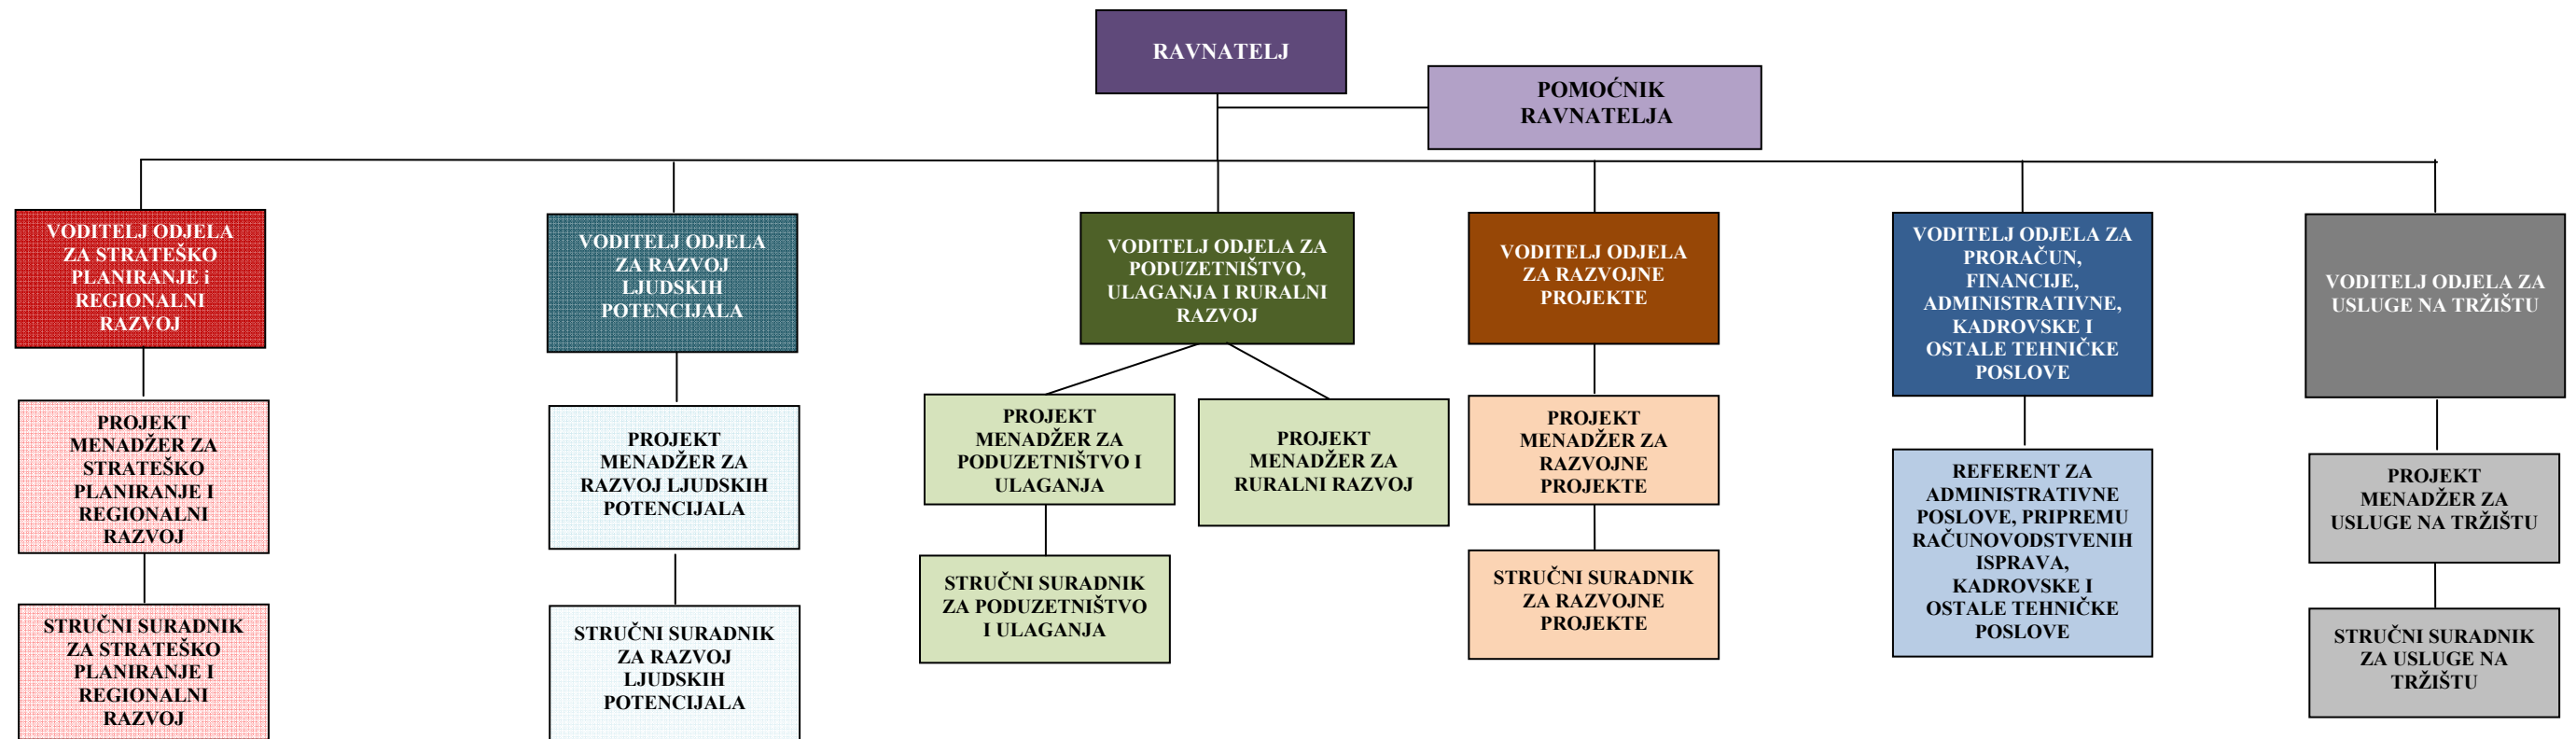 RAVNATELJ
POMOĆNIK
RAVNATELJA
VODITELJ ODJELA
ZA STRATEŠKO
PLANIRANJE i
REGIONALNI
RAZVOJ
VODITELJ ODJELA
ZA RAZVOJ
LJUDSKIH
POTENCIJALA
VODITELJ ODJELA ZA
PODUZETNIŠTVO,
ULAGANJA I RURALNI
RAZVOJ
VODITELJ ODJELA
ZA RAZVOJNE
PROJEKTE
VODITELJ ODJELA ZA
PRORAČUN,
FINANCIJE,
ADMINISTRATIVNE,
KADROVSKE I
OSTALE TEHNIČKE
POSLOVE
VODITELJ ODJELA ZA
USLUGE NA TRŽIŠTU
PROJEKT
MENADŽER ZA
STRATEŠKO
PLANIRANJE I
REGIONALNI
RAZVOJ
PROJEKT
MENADŽER ZA
RAZVOJ LJUDSKIH
POTENCIJALA
PROJEKT
MENADŽER ZA
PODUZETNIŠTVO I
ULAGANJA
PROJEKT
MENADŽER ZA
RURALNI RAZVOJ
PROJEKT
MENADŽER ZA
RAZVOJNE
PROJEKTE
REFERENT ZA
ADMINISTRATIVNE
POSLOVE, PRIPREMU
RAČUNOVODSTVENIH
ISPRAVA,
KADROVSKE I
OSTALE TEHNIČKE
POSLOVE
PROJEKT
MENADŽER ZA
USLUGE NA TRŽIŠTU
STRUČNI SURADNIK
ZA STRATEŠKO
PLANIRANJE I
REGIONALNI
RAZVOJ
STRUČNI SURADNIK
ZA RAZVOJ
LJUDSKIH
POTENCIJALA
STRUČNI SURADNIK
ZA PODUZETNIŠTVO
I ULAGANJA
STRUČNI SURADNIK
ZA RAZVOJNE
PROJEKTE
STRUČNI SURADNIK
ZA USLUGE NA
TRŽIŠTU